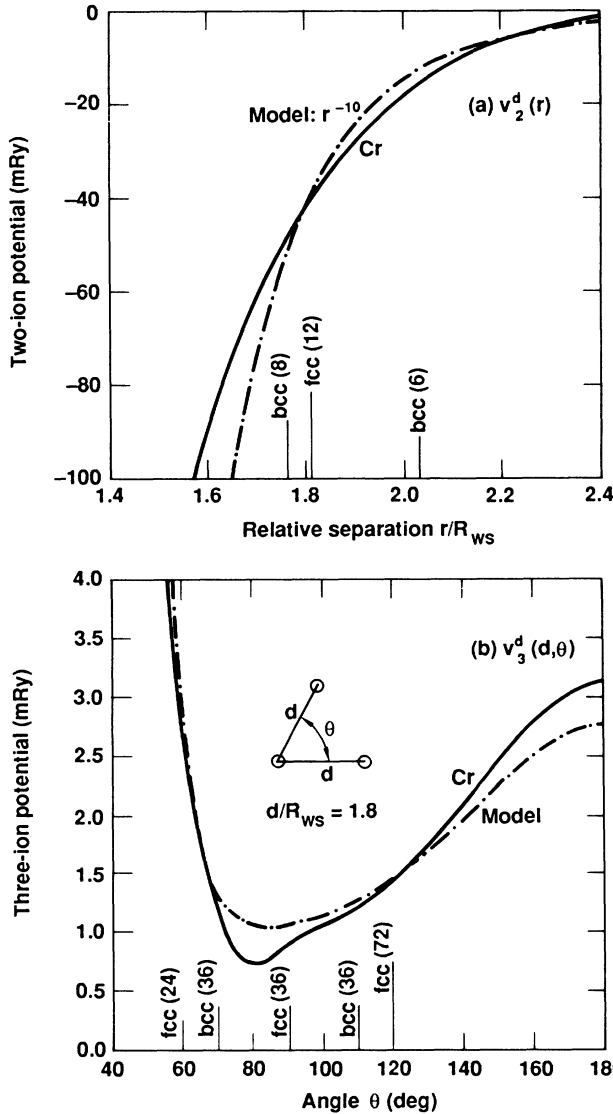 0
−20
−40
−60
−80
−100
Two-ion potential (mRy)
(a) v₂ᵈ (r)
Model: r⁻¹⁰
Cr
bcc (8)
fcc (12)
bcc (6)
1.4 1.6 1.8 2.0 2.2 2.4
Relative separation r/R_WS
4.0
3.5
3.0
2.5
2.0
1.5
1.0
0.5
0.0
Three-ion potential (mRy)
(b) v₃ᵈ (d,θ)
d
θ
d
d/R_WS = 1.8
Cr
Model
fcc (24)
bcc (36)
fcc (36)
bcc (36)
fcc (72)
40 60 80 100 120 140 160 18
Angle θ (deg)